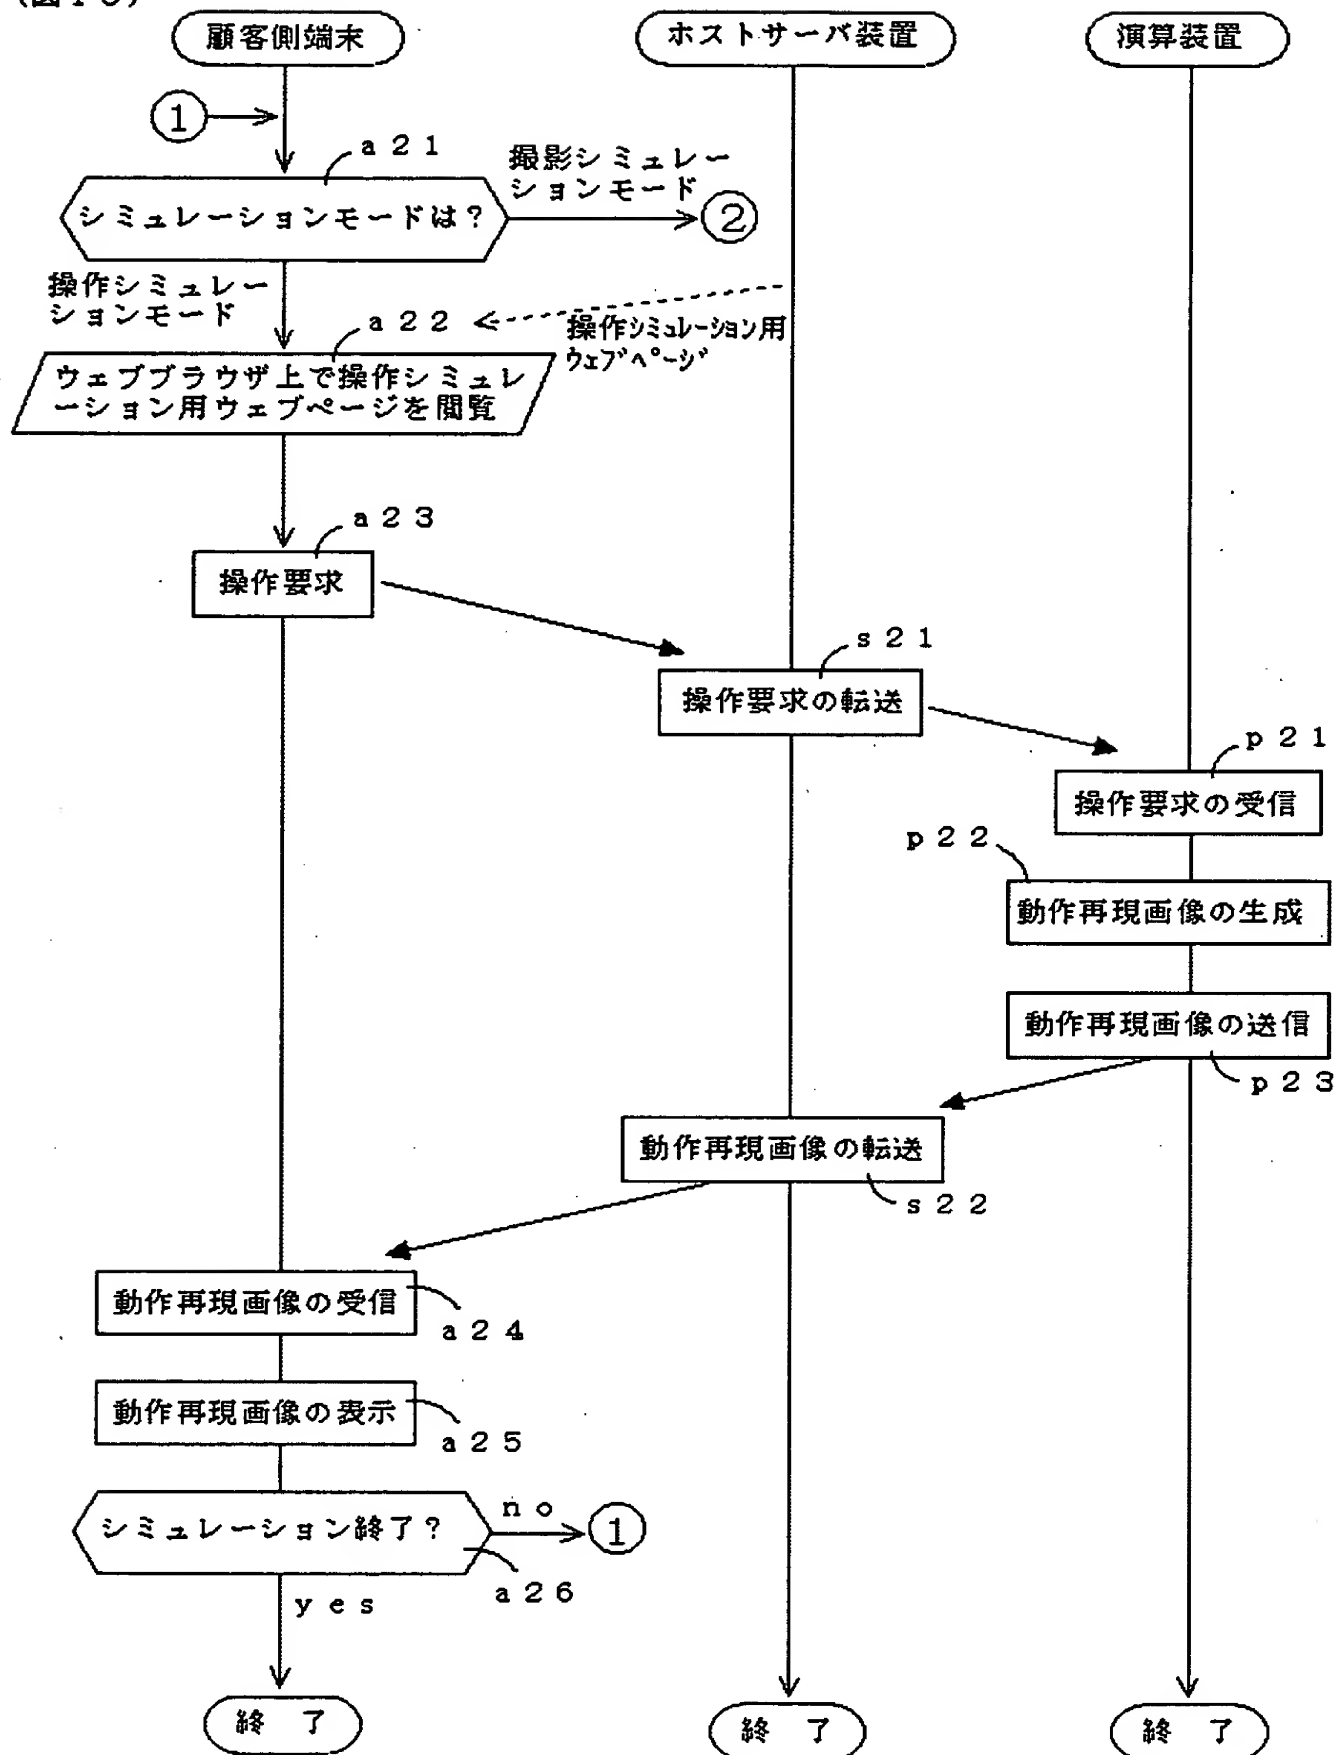 顧客側端末
ホストサーバ装置
演算装置
①
a21
撮影シミュレー
ションモード
シミュレーションモードは?
②
操作シミュレー
ションモード
a22
操作シミュレーション用
ウェブページ
ウェブブラウザ上で操作シミュレ
ーション用ウェブページを閲覧
a23
操作要求
s21
操作要求の転送
p21
操作要求の受信
p22
動作再現画像の生成
動作再現画像の送信
p23
動作再現画像の転送
s22
動作再現画像の受信
a24
動作再現画像の表示
a25
シミュレーション終了?
no
①
a26
yes
終 了
終 了
終 了